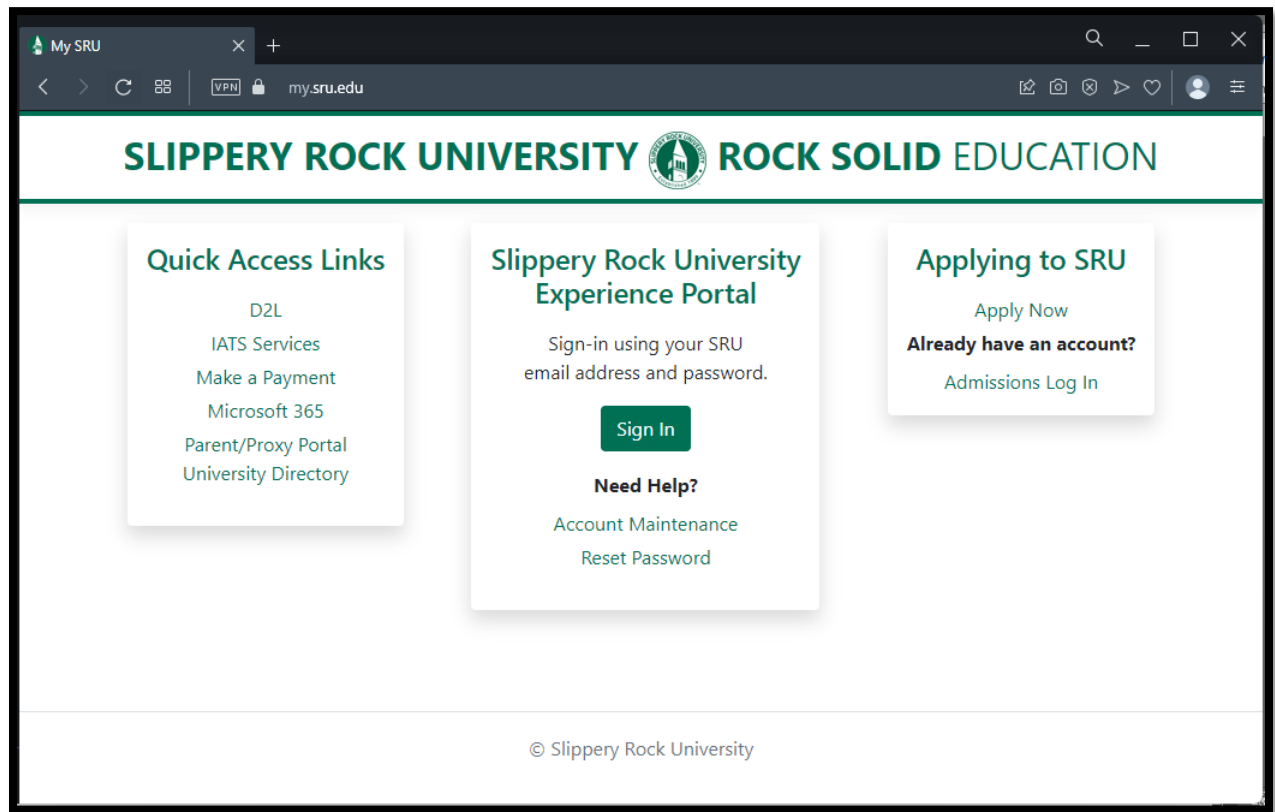 My SRU
VPN my.sru.edu
SLIPPERY ROCK UNIVERSITY ROCK SOLID EDUCATION
Quick Access Links
D2L
IATS Services
Make a Payment
Microsoft 365
Parent/Proxy Portal
University Directory
Slippery Rock University
Experience Portal
Sign-in using your SRU
email address and password.
Sign In
Need Help?
Account Maintenance
Reset Password
Applying to SRU
Apply Now
Already have an account?
Admissions Log In
© Slippery Rock University